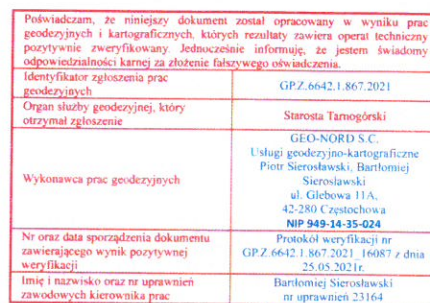 Poświadczam, że niniejszy dokument został opracowany w wyniku prac
geodezyjnych i kartograficznych, których rezultaty zawiera operat techniczny
pozytywnie zweryfikowany. Jednocześnie informuję, że jestem świadomy
odpowiedzialności karnej za złożenie fałszywego oświadczenia.
Identyfikator zgłoszenia prac
geodezyjnych
GP.Z.6642.1.867.2021
Organ służby geodezyjnej, który
otrzymał zgłoszenie
Starosta Tarnogórski
Wykonawca prac geodezyjnych
GEO-NORD S.C.
Usługi geodezyjno-kartograficzne
Piotr Sierosławski, Bartłomiej
Sierosławski
ul. Glebowa 11A,
42-280 Częstochowa
NIP 949-14-35-024
Nr oraz data sporządzenia dokumentu
zawierającego wynik pozytywnej
weryfikacji
Protokół weryfikacji nr
GP.Z.6642.1.867.2021_16087 z dnia
25.05.2021r.
Imię i nazwisko oraz nr uprawnień
zawodowych kierownika prac
Bartłomiej Sierosławski
nr uprawnień 23164